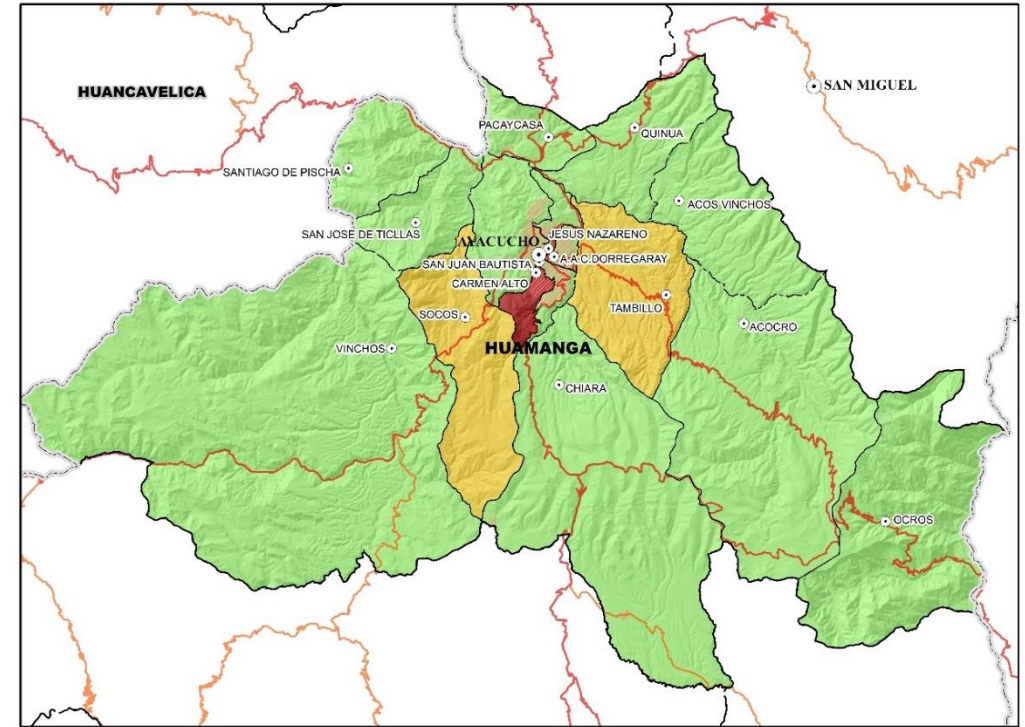 HUANCAVELICA
SAN MIGUEL
PACAYCASA
QUINUA
SANTIAGO DE PISCHA
ACOS VINCHOS
SAN JOSE DE TICLLAS
JESUS NAZARENO
AYACUCHO
A.A.C.DORREGARAY
SAN JUAN BAUTISTA
CARMEN ALTO
TAMBILLO
SOCOS
ACOCRO
VINCHOS
HUAMANGA
CHIARA
OCROS